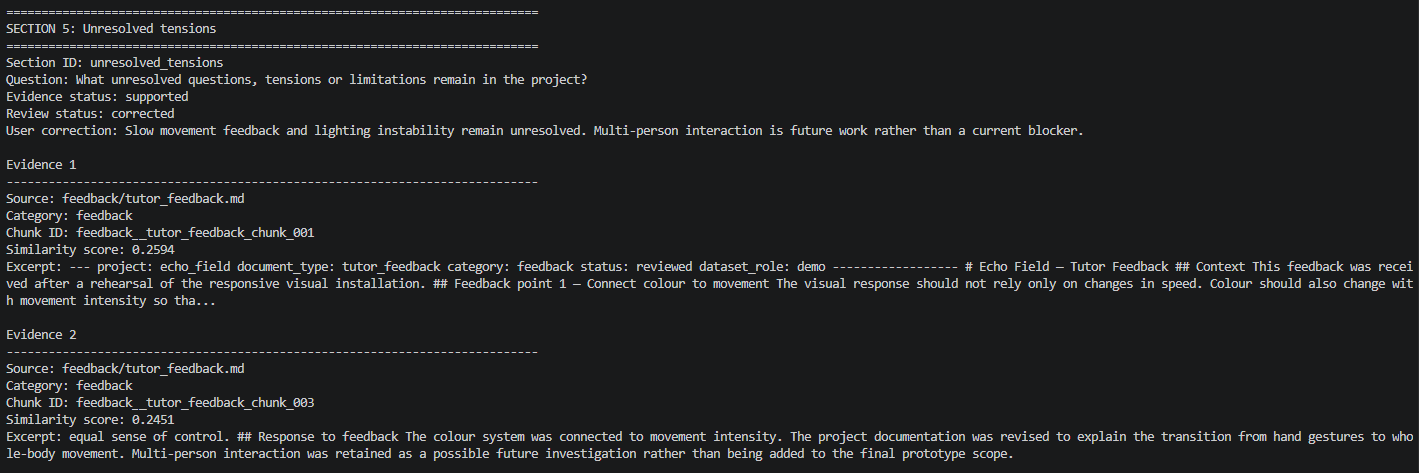 ============================================================================
SECTION 5: Unresolved tensions
============================================================================
Section ID: unresolved_tensions
Question: What unresolved questions, tensions or limitations remain in the project?
Evidence status: supported
Review status: corrected
User correction: Slow movement feedback and lighting instability remain unresolved. Multi-person interaction is future work rather than a current blocker.

Evidence 1
----------------------------------------------------------------------------
Source: feedback/tutor_feedback.md
Category: feedback
Chunk ID: feedback__tutor_feedback_chunk_001
Similarity score: 0.2594
Excerpt: --- project: echo_field document_type: tutor_feedback category: feedback status: reviewed dataset_role: demo ------------------ # Echo Field — Tutor Feedback ## Context This feedback was recei
ved after a rehearsal of the responsive visual installation. ## Feedback point 1 — Connect colour to movement The visual response should not rely only on changes in speed. Colour should also change wit
h movement intensity so tha...

Evidence 2
----------------------------------------------------------------------------
Source: feedback/tutor_feedback.md
Category: feedback
Chunk ID: feedback__tutor_feedback_chunk_003
Similarity score: 0.2451
Excerpt: equal sense of control. ## Response to feedback The colour system was connected to movement intensity. The project documentation was revised to explain the transition from hand gestures to who
le-body movement. Multi-person interaction was retained as a possible future investigation rather than being added to the final prototype scope.